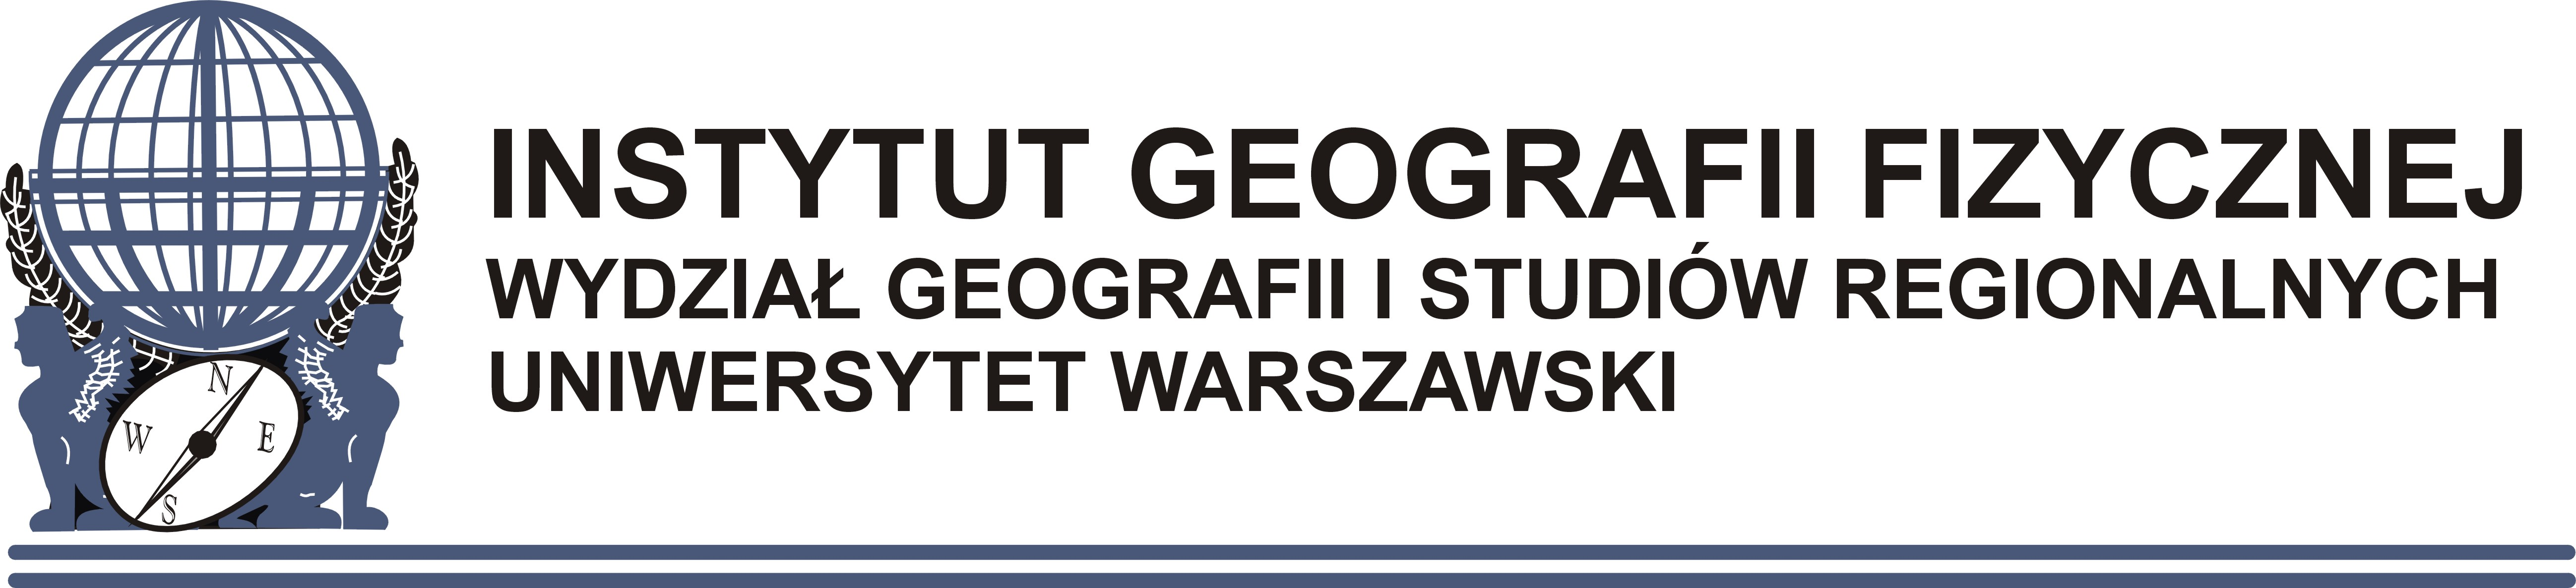 INSTYTUT GEOGRAFII FIZYCZNEJ
WYDZIAŁ GEOGRAFII I STUDIÓW REGIONALNYCH
UNIWERSYTET WARSZAWSKI
N
W E
S